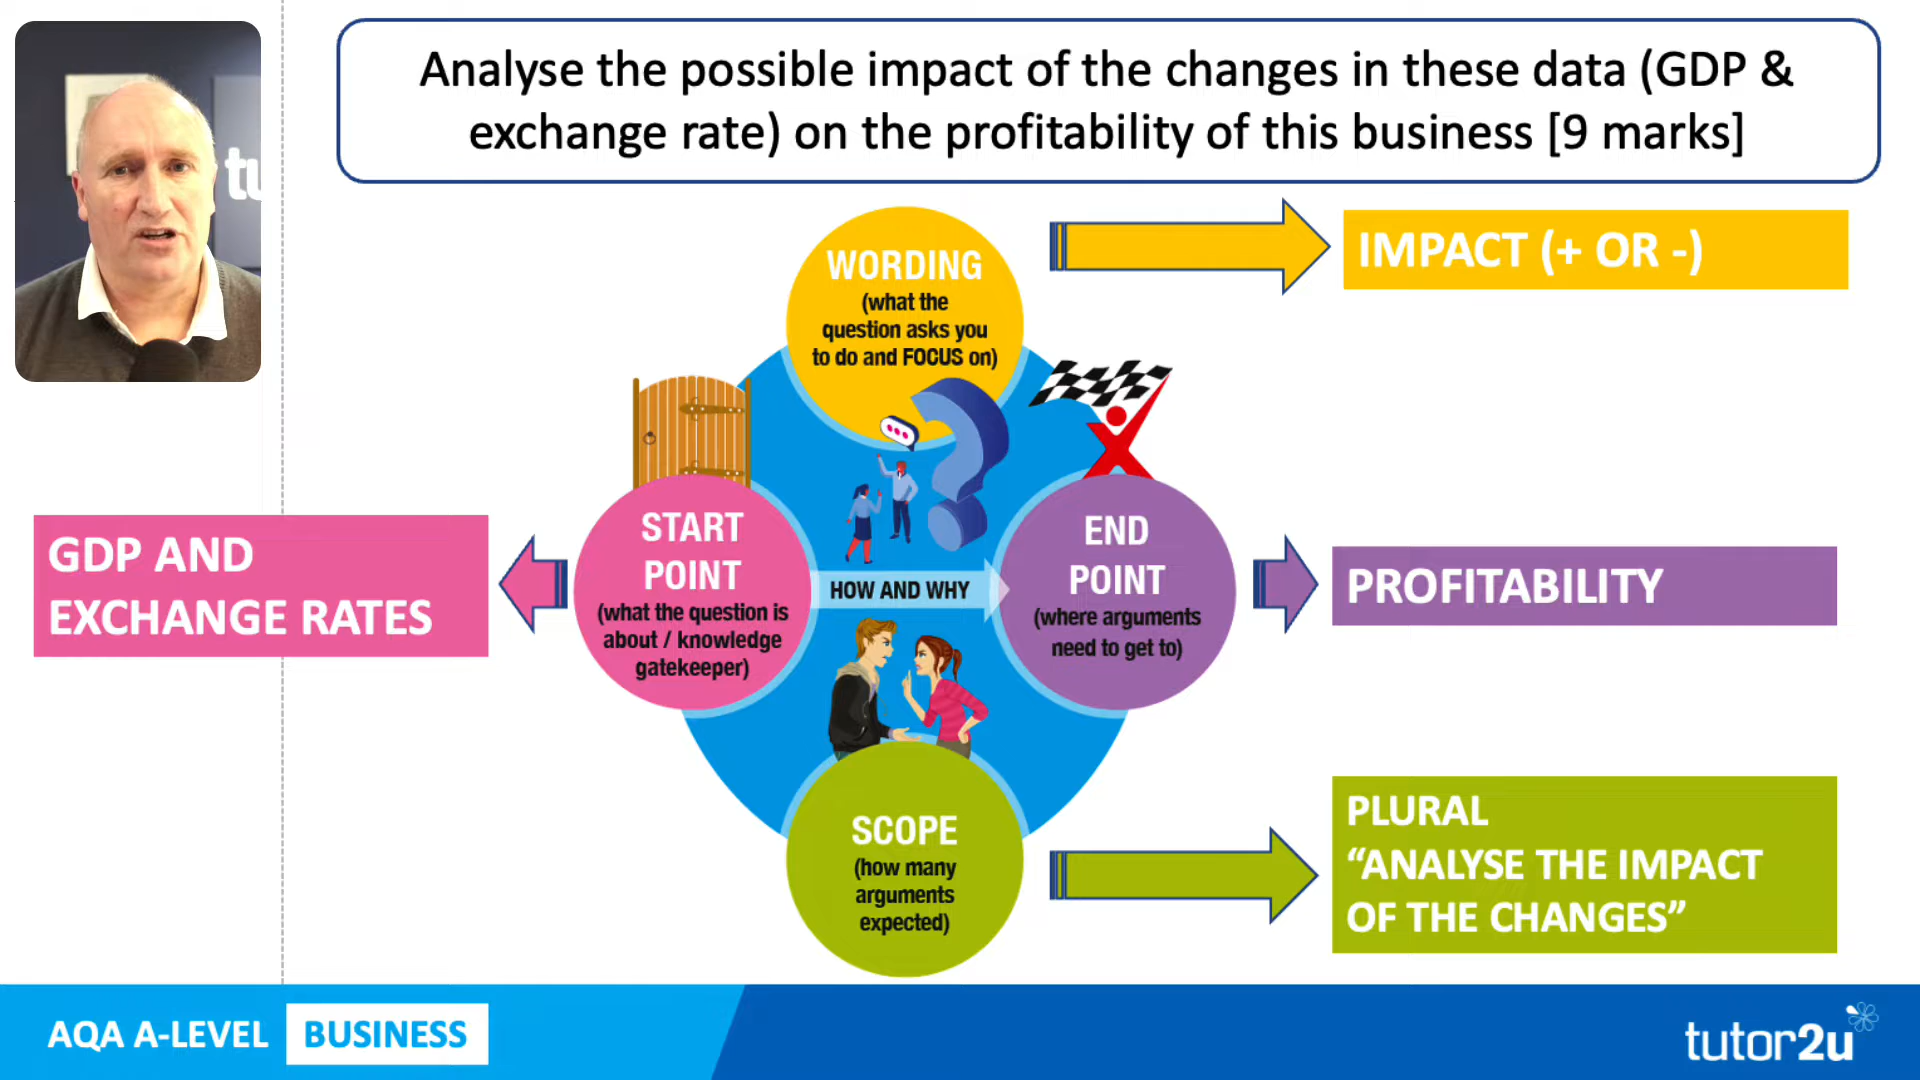 Analyse the possible impact of the changes in these data (GDP &
exchange rate) on the profitability of this business [9 marks]
tu
WORDING
(what the
question asks you
to do and FOCUS on)
IMPACT (+ OR -)
GDP AND
EXCHANGE RATES
START
POINT
(what the question is
about / knowledge
gatekeeper)
HOW AND WHY
END
POINT
(where arguments
need to get to)
PROFITABILITY
SCOPE
(how many
arguments
expected)
PLURAL
“ANALYSE THE IMPACT
OF THE CHANGES”
AQA A-LEVEL BUSINESS
tutor2u